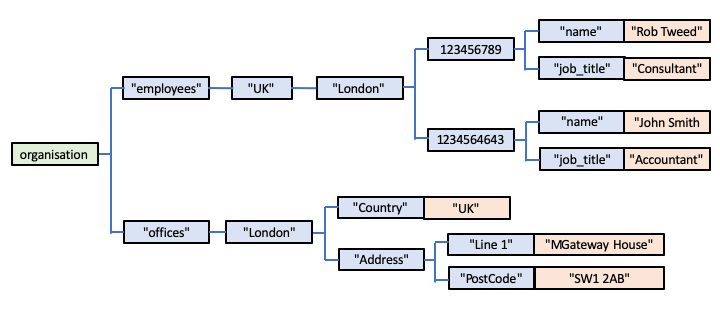 organisation
"employees"
"UK"
"London"
123456789
"name" "Rob Tweed"
"job_title" "Consultant"
1234564643
"name" "John Smith
"job_title" "Accountant"
"offices"
"London"
"Country" "UK"
"Address"
"Line 1" "MGateway House"
"PostCode" "SW1 2AB"